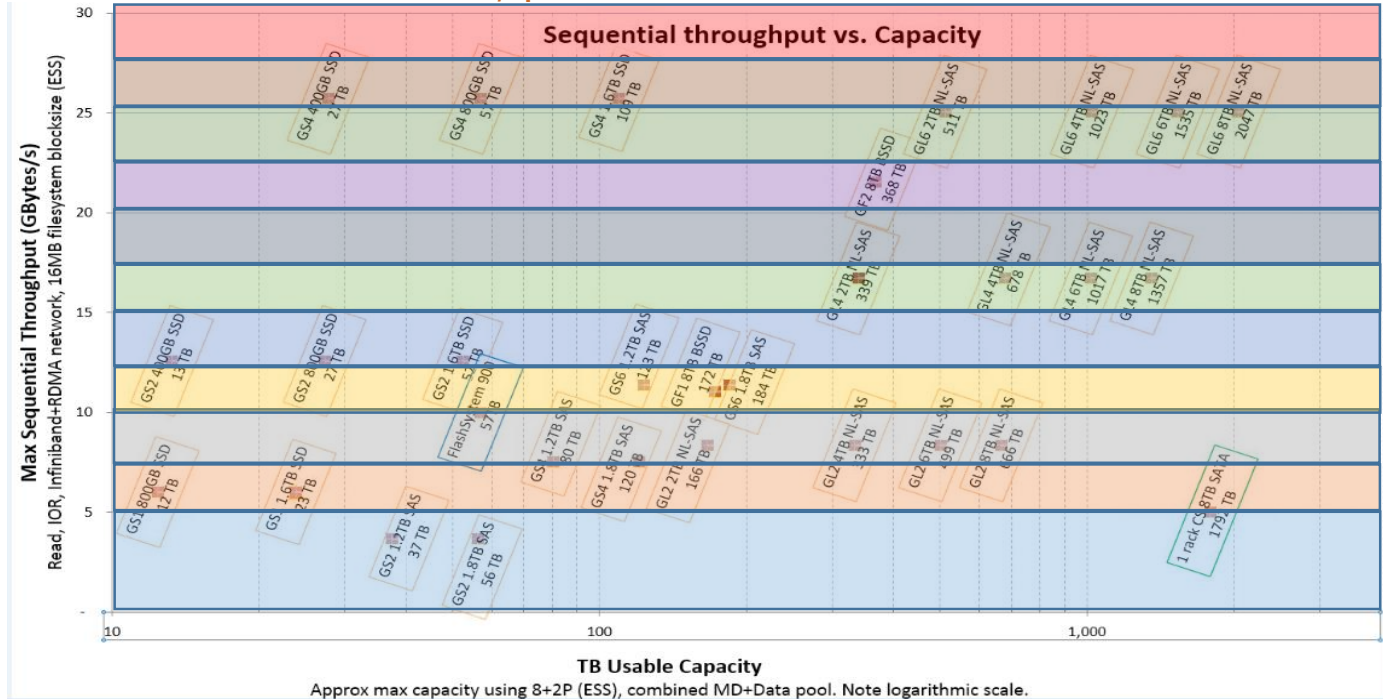 Sequential throughput vs. Capacity
Max Sequential Throughput (GBytes/s)
Read, IOR, Infiniband+RDMA network, 16MB filesystem blocksize (ESS)
30
25
20
15
10
5
-
GS4 400GB SSD
27 TB
GS4 800GB SSD
57 TB
GS4 1.6TB SSD
109 TB
GL6 2TB NL-SAS
511 TB
GL6 4TB NL-SAS
1023 TB
GL6 6TB NL-SAS
1535 TB
GL6 8TB NL-SAS
2047 TB
GF2 8TB BSSD
368 TB
GL4 2TB NL-SAS
339 TB
GL4 4TB NL-SAS
678 TB
GL4 6TB NL-SAS
1017 TB
GL4 8TB NL-SAS
1357 TB
GS2 400GB SSD
13 TB
GS2 800GB SSD
27 TB
GS2 1.6TB SSD
TB
FlashSystem 900
57 TB
GS6 1.2TB SAS
123 TB
GF1 8TB BSSD
172 TB
GS6 1.8TB SAS
184 TB
GS1 800GB SSD
12 TB
1.6TB SSD
23 TB
GS2 1.2TB SAS
37 TB
GS2 1.8TB SAS
56 TB
1.2TB SAS
80 TB
GS4 1.8TB SAS
120 TB
GL2 2TB NL-SAS
166 TB
GL2 4TB NL-SAS
333 TB
GL2 6TB NL-SAS
499 TB
GL2 8TB NL-SAS
666 TB
1 rack CS 8TB SATA
1792 TB
10
100
1,000
TB Usable Capacity
Approx max capacity using 8+2P (ESS), combined MD+Data pool. Note logarithmic scale.